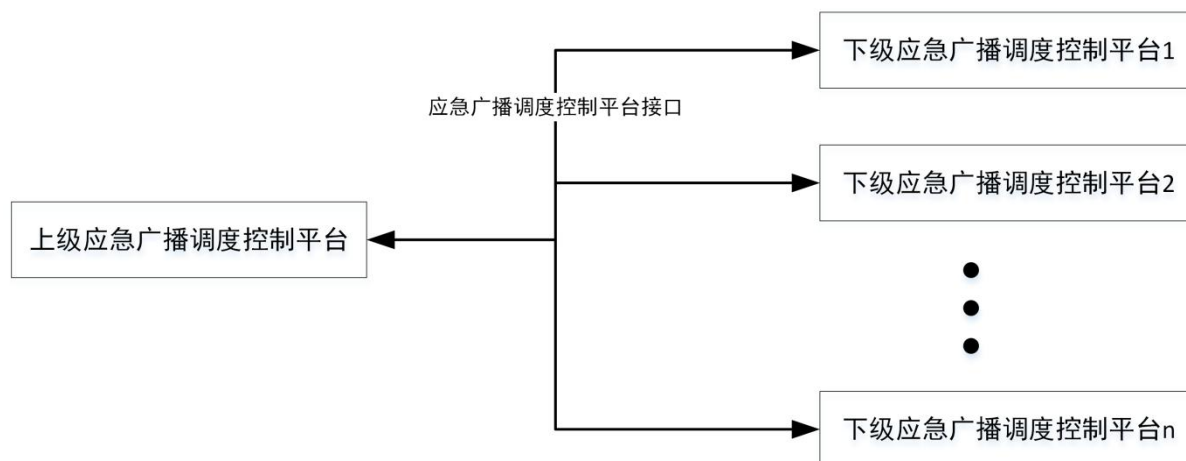 下级应急广播调度控制平台1
应急广播调度控制平台接口
下级应急广播调度控制平台2
上级应急广播调度控制平台
下级应急广播调度控制平台n